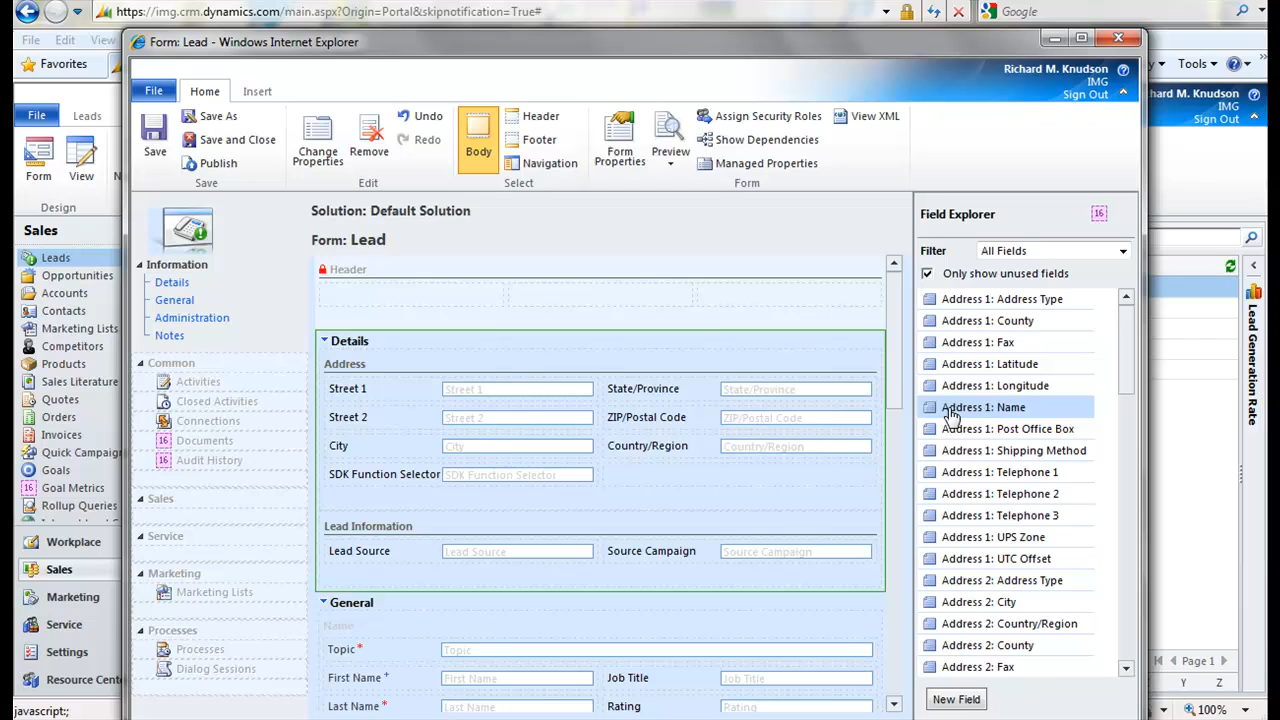 https://img.crm.dynamics.com/main.aspx?Origin=Portal&skipnotification=True#
Google
File Edit View
Form: Lead - Windows Internet Explorer
Favorites
Tools
Richard M. Knudson
IMG
Sign Out
File Home Insert
hard M. Knudson
IMG
Sign Out
File Leads
Save
Save As
Save and Close
Publish
Save
Change Properties
Remove
Undo
Redo
Edit
Body
Header
Footer
Navigation
Select
Form Properties
Preview
Assign Security Roles
Show Dependencies
Managed Properties
View XML
Form
Form View
Design
Sales
Leads
Opportunities
Accounts
Contacts
Marketing Lists
Competitors
Products
Sales Literature
Quotes
Orders
Invoices
Quick Campaign
Goals
Goal Metrics
Rollup Queries
Workplace
Sales
Marketing
Service
Settings
Resource Cente
javascript:;
Information
Details
General
Administration
Notes
Common
Activities
Closed Activities
Connections
Documents
Audit History
Sales
Service
Marketing
Marketing Lists
Processes
Processes
Dialog Sessions
Solution: Default Solution
Form: Lead
Header
Details
Address
Street 1 Street 1 State/Province State/Province
Street 2 Street 2 ZIP/Postal Code ZIP/Postal Code
City City Country/Region Country/Region
SDK Function Selector SDK Function Selector
Lead Information
Lead Source Lead Source Source Campaign Source Campaign
General
Name
Topic* Topic
First Name+ First Name Job Title Job Title
Last Name* Last Name Rating Rating
Field Explorer
16
Filter All Fields
Only show unused fields
Address 1: Address Type
Address 1: County
Address 1: Fax
Address 1: Latitude
Address 1: Longitude
Address 1: Name
Address 1: Post Office Box
Address 1: Shipping Method
Address 1: Telephone 1
Address 1: Telephone 2
Address 1: Telephone 3
Address 1: UPS Zone
Address 1: UTC Offset
Address 2: Address Type
Address 2: City
Address 2: Country/Region
Address 2: County
Address 2: Fax
New Field
Lead Generation Rate
Page 1
Y Z
100%